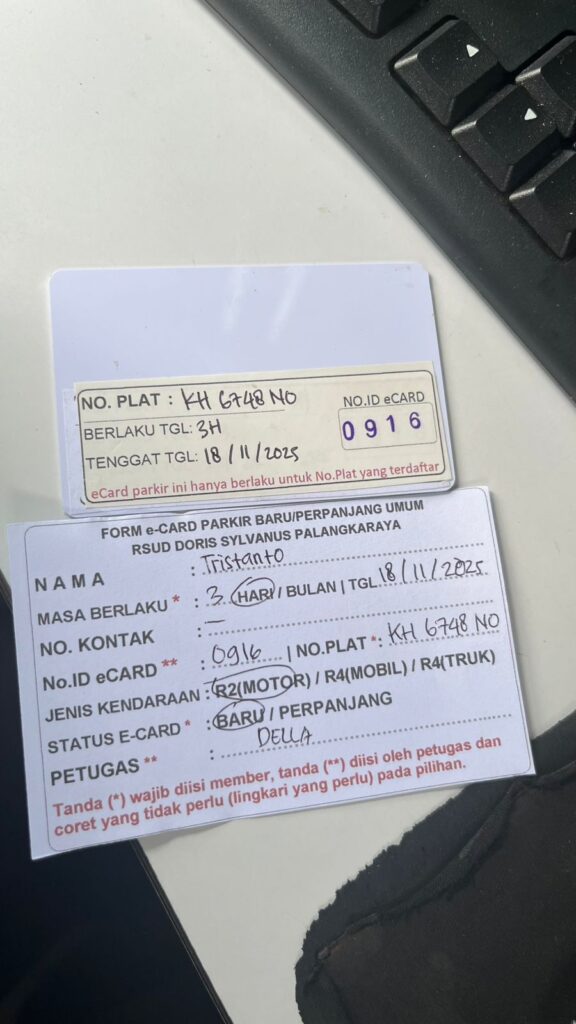 NO. PLAT : KH 6748 NO
BERLAKU TGL: 3H
TENGGAT TGL: 18/11/2025
NO.ID eCARD
0916
eCard parkir ini hanya berlaku untuk No.Plat yang terdaftar
FORM e-CARD PARKIR BARU/PERPANJANG UMUM
RSUD DORIS SYLVANUS PALANGKARAYA
NAMA : Tristanto
MASA BERLAKU * : 3 HARI / BULAN | TGL 18/11/2025
NO. KONTAK : —
No.ID eCARD ** : 0916 | NO.PLAT *: KH 6748 NO
JENIS KENDARAAN : R2(MOTOR) / R4(MOBIL) / R4(TRUK)
STATUS E-CARD * : BARU / PERPANJANG
PETUGAS ** : DELLA
Tanda (*) wajib diisi member, tanda (**) diisi oleh petugas dan
coret yang tidak perlu (lingkari yang perlu) pada pilihan.